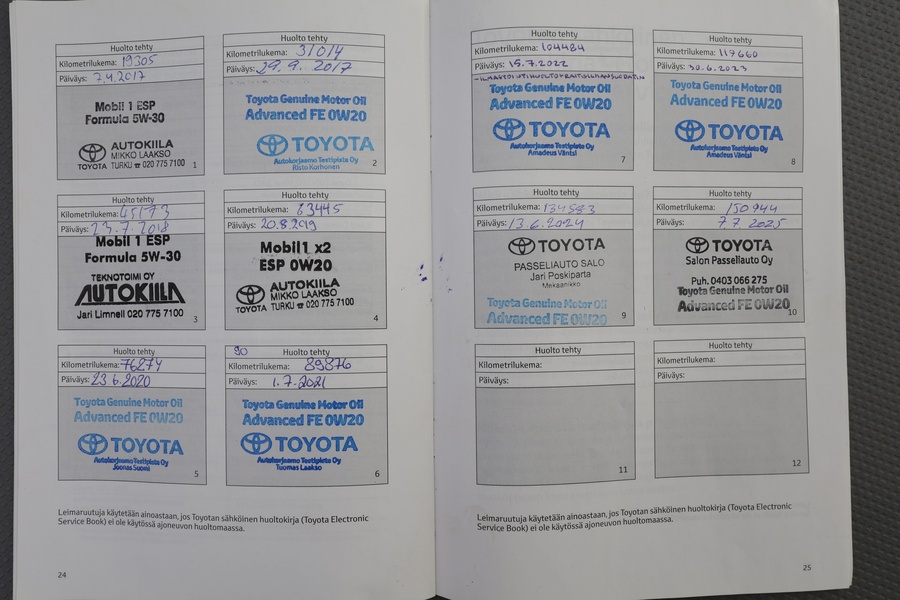 Huolto tehty
Kilometrilukema: 19305
Päiväys: 7.4.2017
Mobil 1 ESP
Formula 5W-30
AUTOKIILA
MIKKO LAAKSO
TOYOTA TURKU ☎ 020 775 7100
1
Huolto tehty
Kilometrilukema: 31014
Päiväys: 29.9. 2017
Toyota Genuine Motor Oil
Advanced FE 0W20
TOYOTA
Autokorjaamo Testipiste Oy
Risto Korhonen
2
Huolto tehty
Kilometrilukema: 45173
Päiväys: 23.7.2018
Mobil 1 ESP
Formula 5W-30
TEKNOTOIMI OY
AUTOKIILA
Jari Limnell 020 775 7100
3
Huolto tehty
Kilometrilukema: 63445
Päiväys: 20.8.2019
Mobil1 x2
ESP 0W20
AUTOKIILA
MIKKO LAAKSO
TOYOTA TURKU ☎ 020 775 7100
4
Huolto tehty
Kilometrilukema: 76274
Päiväys: 23.6.2020
Toyota Genuine Motor Oil
Advanced FE 0W20
TOYOTA
Autokorjaamo Testipiste Oy
Joonas Suomi
5
90 Huolto tehty
Kilometrilukema: 89876
Päiväys: 1.7.2021
Toyota Genuine Motor Oil
Advanced FE 0W20
TOYOTA
Autokorjaamo Testipiste Oy
Tuomas Laakso
6
Leimaruutuja käytetään ainoastaan, jos Toyotan sähköinen huoltokirja (Toyota Electronic
Service Book) ei ole käytössä ajoneuvon huoltomaassa.
24
Huolto tehty
Kilometrilukema: 104484
Päiväys: 15.7.2022
Toyota Genuine Motor Oil
Advanced FE 0W20
TOYOTA
Autokorjaamo Testipiste Oy
Amadeus Väntsi
7
Huolto tehty
Kilometrilukema: 119660
Päiväys: 30.6.2023
Toyota Genuine Motor Oil
Advanced FE 0W20
TOYOTA
Autokorjaamo Testipiste Oy
Amadeus Väntsi
8
Huolto tehty
Kilometrilukema: 134583
Päiväys: 13.6.2024
TOYOTA
PASSELIAUTO SALO
Jari Poskiparta
Mekaanikko
Toyota Genuine Motor Oil
Advanced FE 0W20
9
Huolto tehty
Kilometrilukema: 150944
Päiväys: 7.7.2025
TOYOTA
Salon Passeliauto Oy
Puh. 0403 066 275
Toyota Genuine Motor Oil
Advanced FE 0W20
10
Huolto tehty
Kilometrilukema:
Päiväys:
11
Huolto tehty
Kilometrilukema:
Päiväys:
12
Leimaruutuja käytetään ainoastaan, jos Toyotan sähköinen huoltokirja (Toyota Electronic
Service Book) ei ole käytössä ajoneuvon huoltomaassa.
25